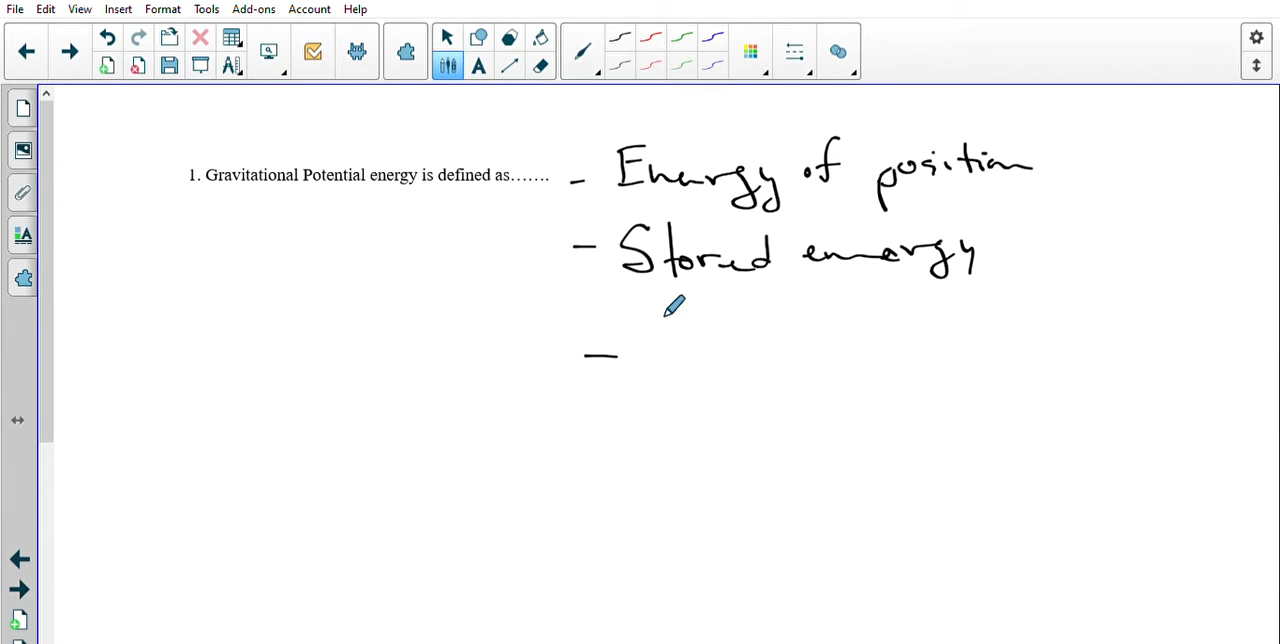 File Edit View Insert Format Tools Add-ons Account Help
1. Gravitational Potential energy is defined as....... - Energy of position
- Stored energy
-